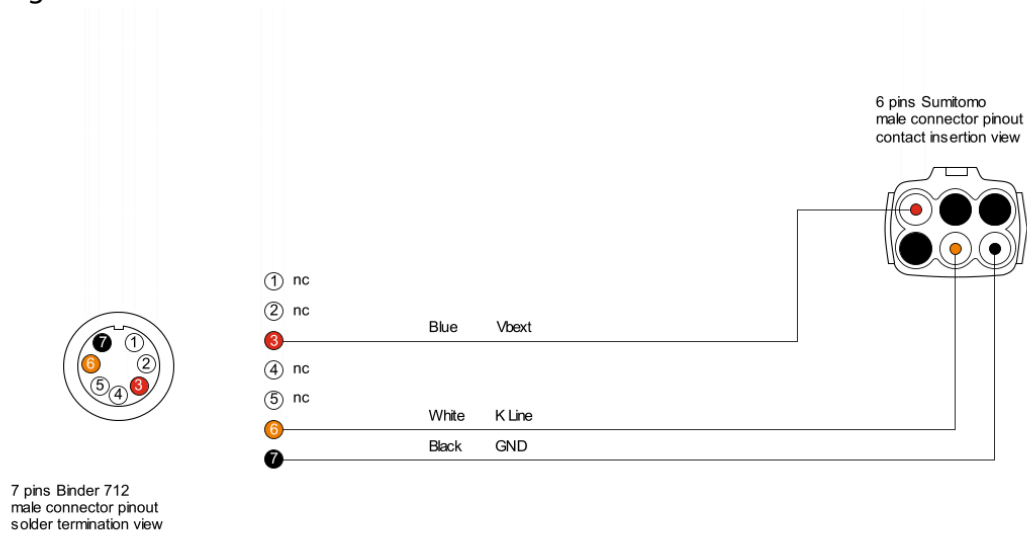 6 pins Sumitomo
male connector pinout
contact insertion view
1 nc
2 nc
Blue Vbext
3
4 nc
5 nc
White K Line
6
Black GND
7
7 1
6 2
5 4 3
7 pins Binder 712
male connector pinout
solder termination view